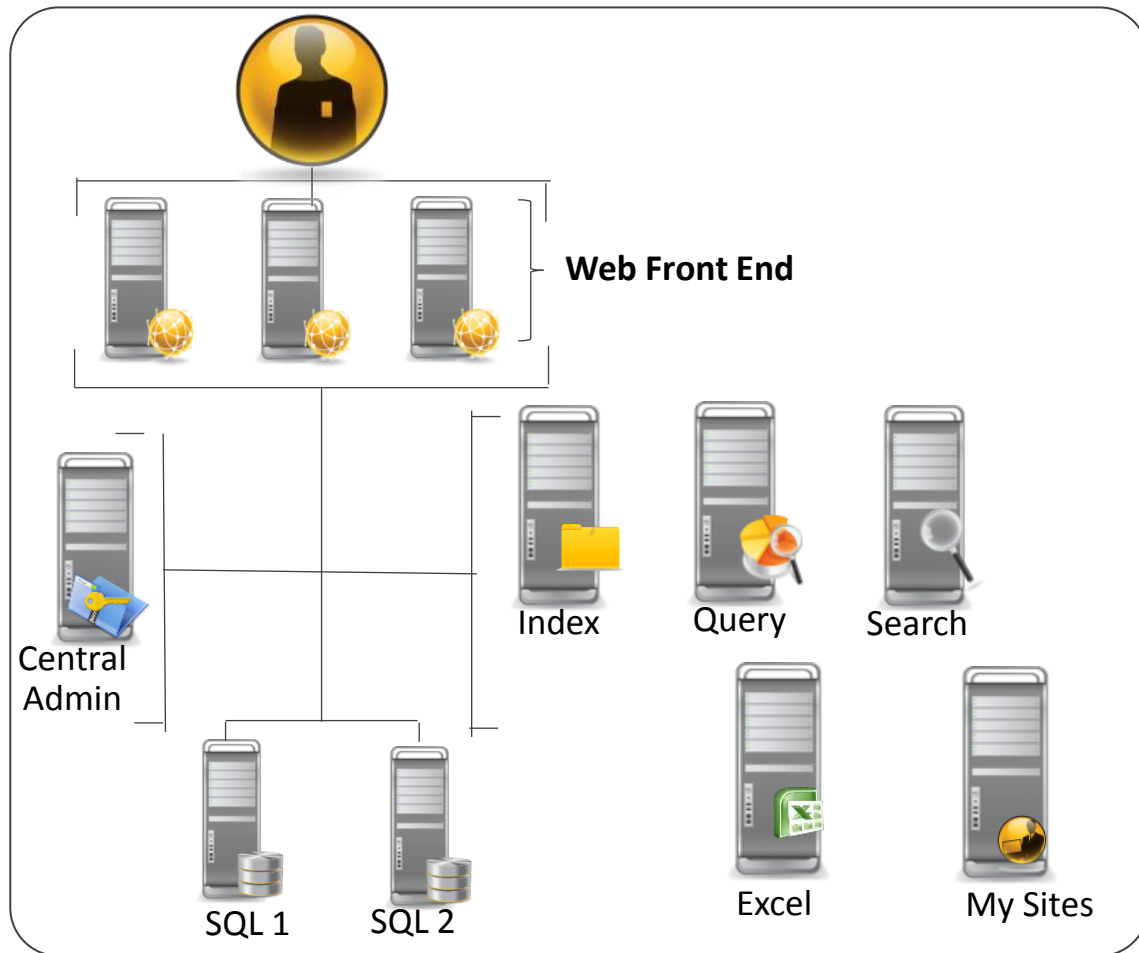 Web Front End
Index
Query
Search
Central
Admin
SQL 1
SQL 2
Excel
My Sites